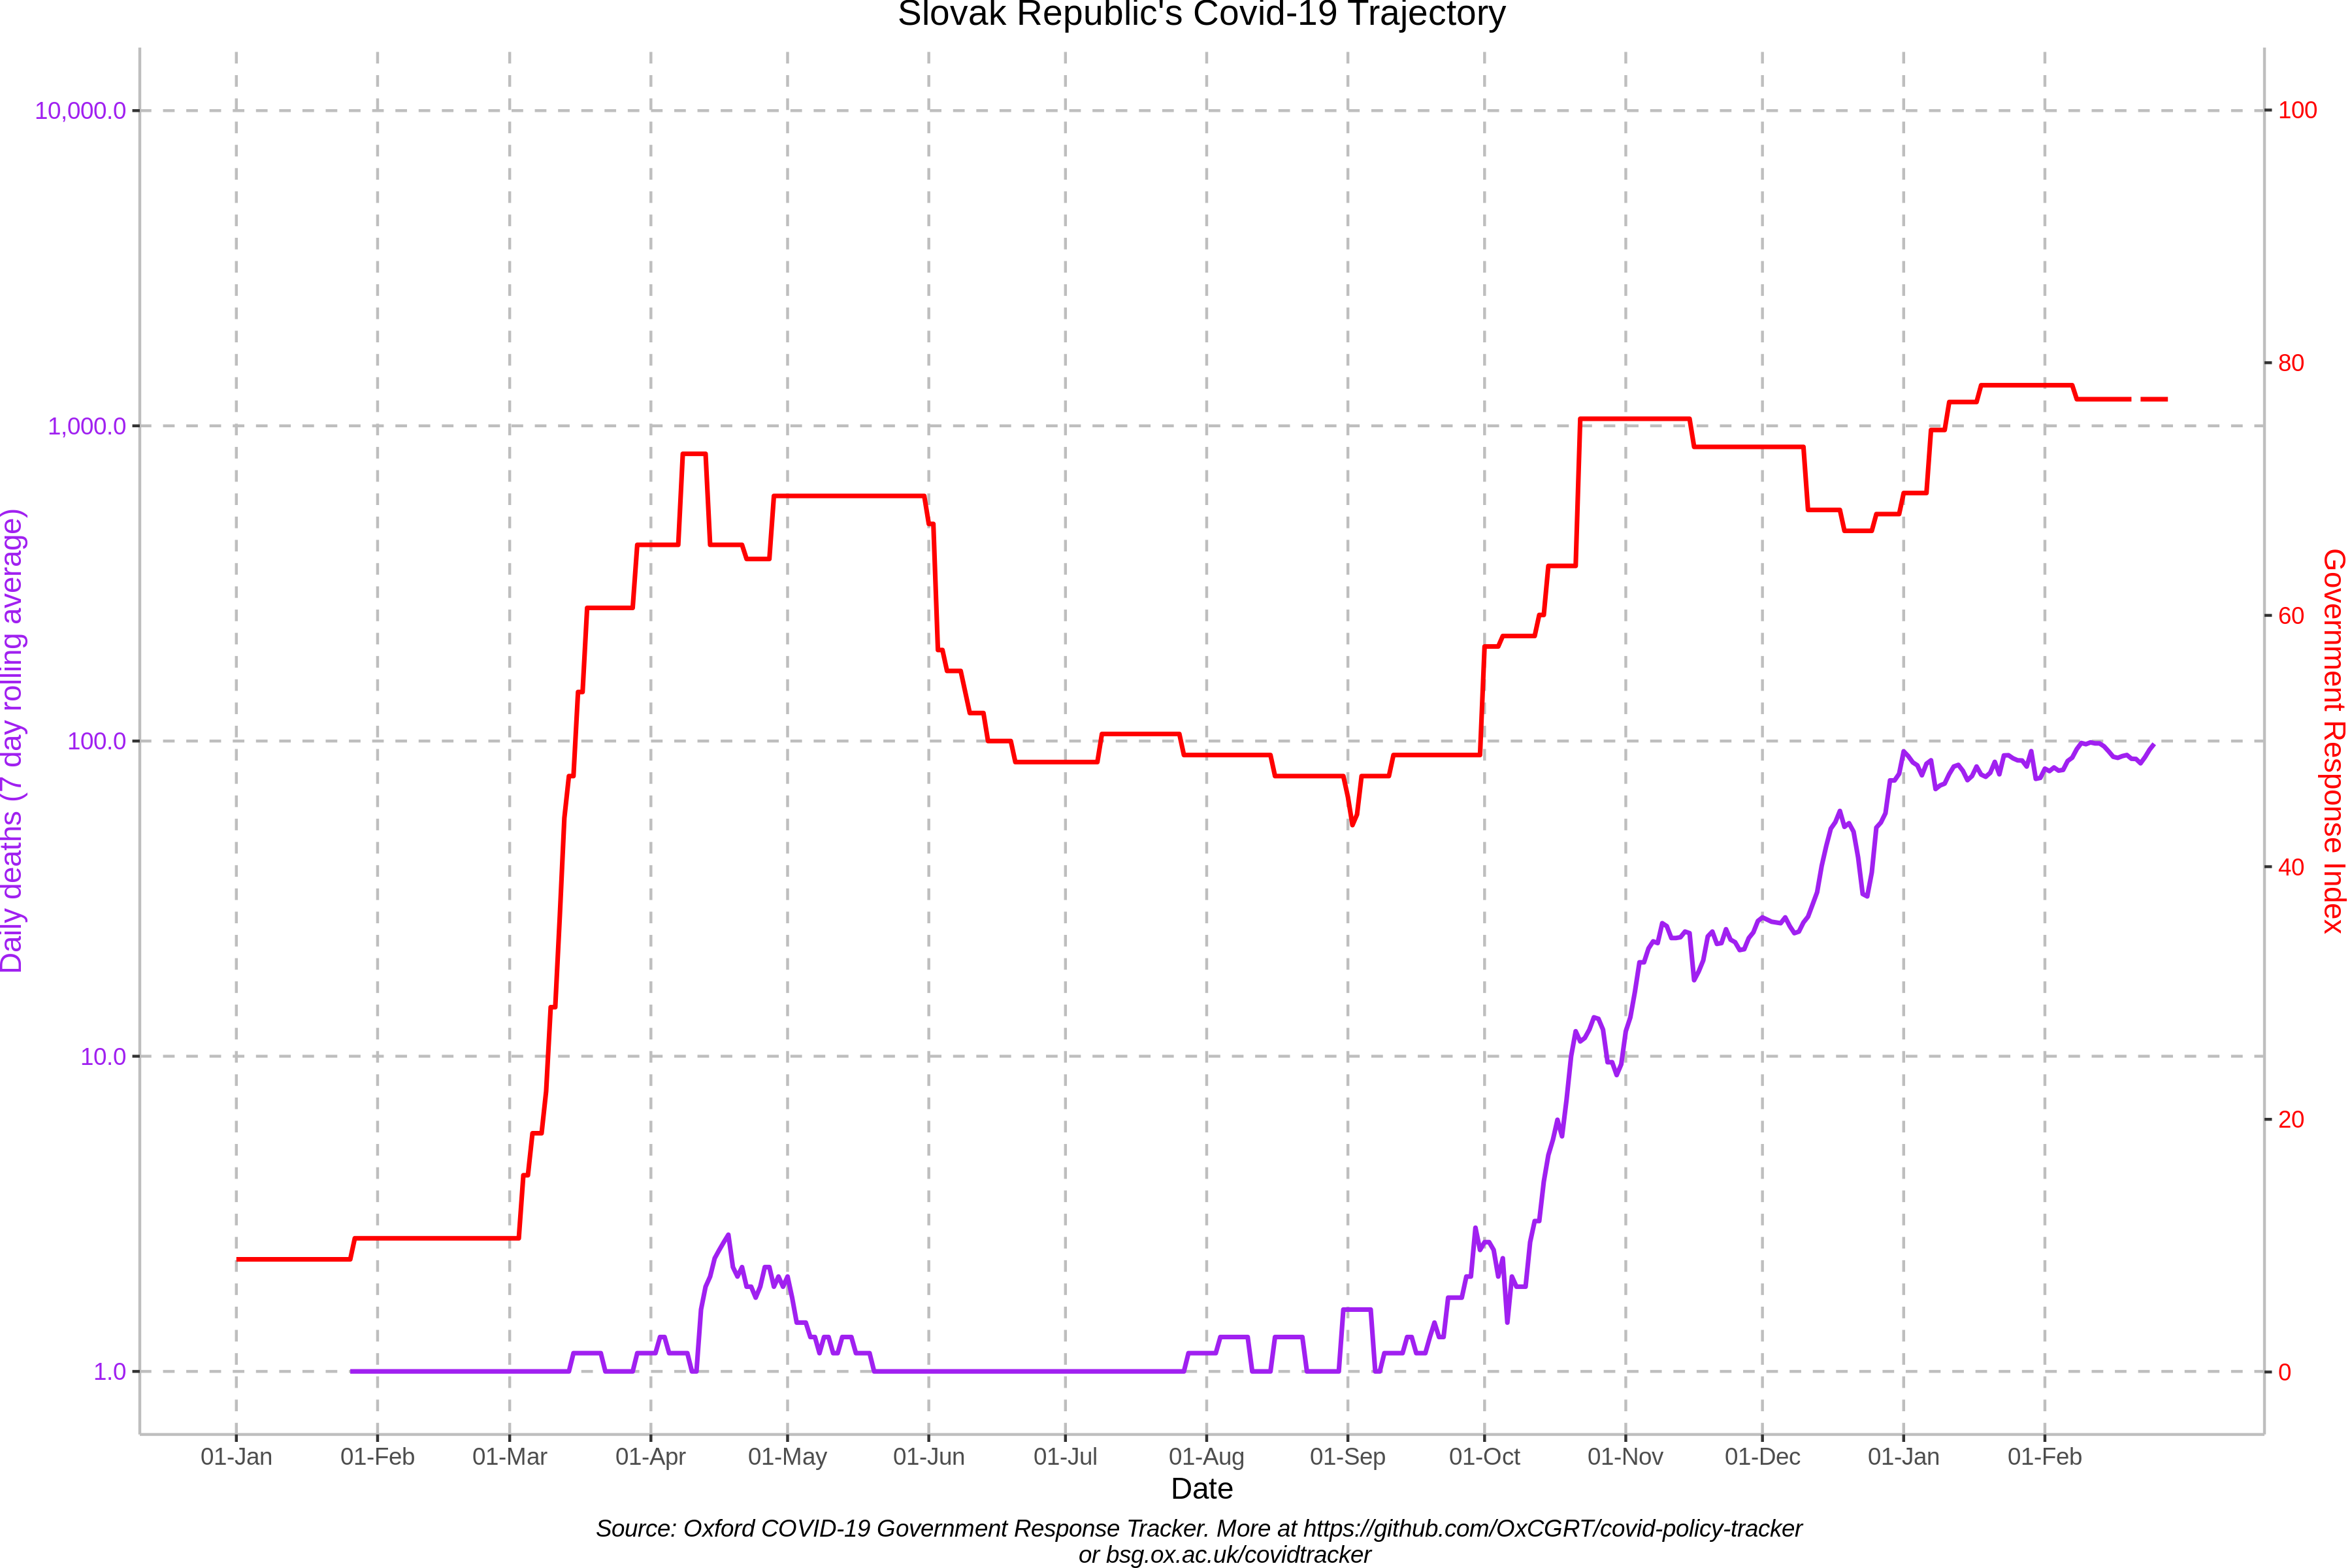 Slovak Republic's Covid-19 Trajectory
10,000.0
1,000.0
100.0
10.0
1.0
Daily deaths (7 day rolling average)
100
80
60
40
20
0
Government Response Index
01-Jan 01-Feb 01-Mar 01-Apr 01-May 01-Jun 01-Jul 01-Aug 01-Sep 01-Oct 01-Nov 01-Dec 01-Jan 01-Feb
Date
Source: Oxford COVID-19 Government Response Tracker. More at https://github.com/OxCGRT/covid-policy-tracker
or bsg.ox.ac.uk/covidtracker